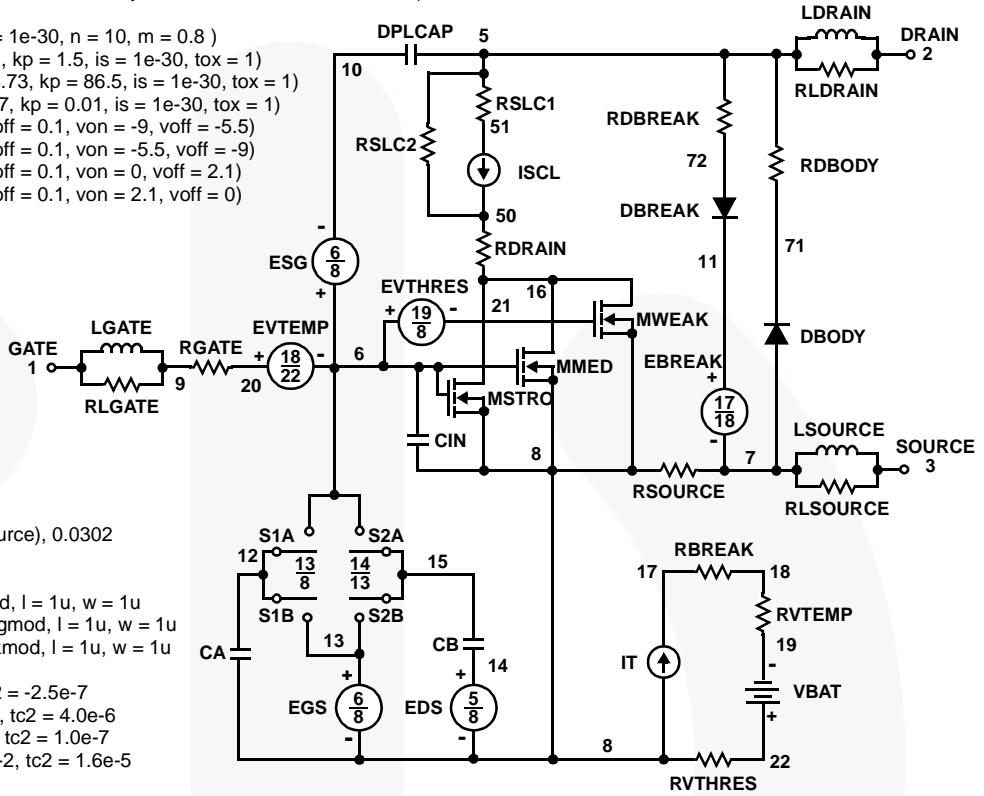 = 1e-30, n = 10, m = 0.8 )
, kp = 1.5, is = 1e-30, tox = 1)
.73, kp = 86.5, is = 1e-30, tox = 1)
7, kp = 0.01, is = 1e-30, tox = 1)
off = 0.1, von = -9, voff = -5.5)
off = 0.1, von = -5.5, voff = -9)
off = 0.1, von = 0, voff = 2.1)
off = 0.1, von = 2.1, voff = 0)
LDRAIN
DPLCAP 5 DRAIN
10 2
RLDRAIN
RSLC1
RDBREAK
51
RSLC2
72 RDBODY
ISCL
DBREAK
50
71
RDRAIN
ESG 6/8
11
EVTHRES
16
19/8
21
MWEAK
LGATE
EVTEMP
DBODY
GATE RGATE
1
18/22
6
MMED
EBREAK
9 20
MSTRO
17/18
RLGATE
LSOURCE
CIN
8
7
SOURCE
3
RSOURCE
RLSOURCE
urce), 0.0302
S1A S2A
RBREAK
12
13/8
14/13
15
17 18
d, l = 1u, w = 1u
gmod, l = 1u, w = 1u
S1B S2B
RVTEMP
kmod, l = 1u, w = 1u
13
CB
19
CA
14
IT
VBAT
2 = -2.5e-7
EGS 6/8
EDS 5/8
, tc2 = 4.0e-6
tc2 = 1.0e-7
8
-2, tc2 = 1.6e-5
22
RVTHRES